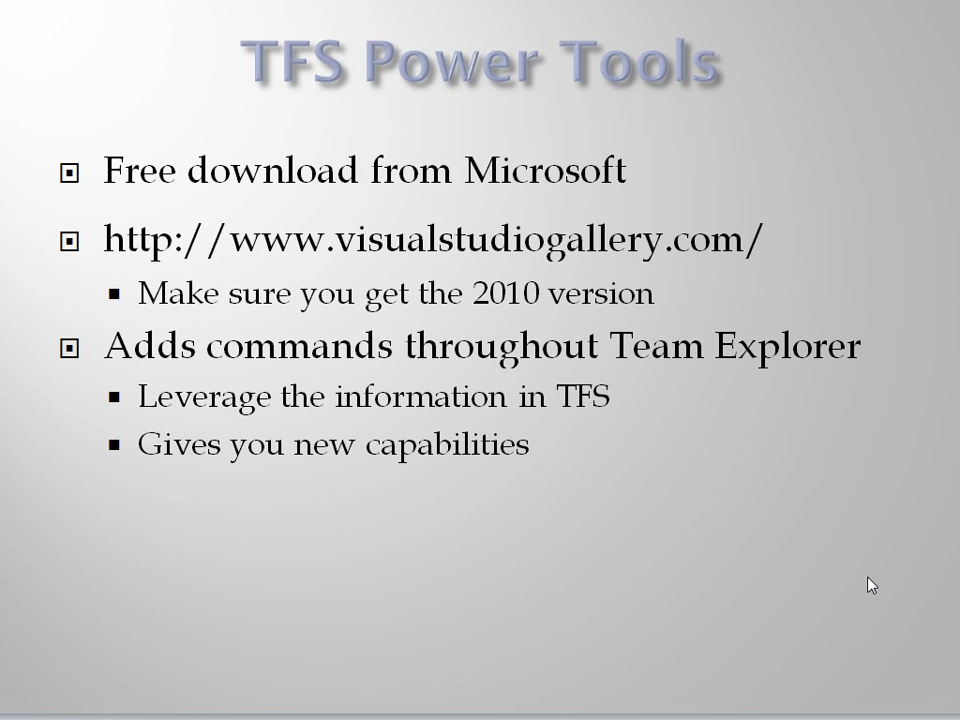 TFS Power Tools
Free download from Microsoft
http://www.visualstudiogallery.com/
Make sure you get the 2010 version
Adds commands throughout Team Explorer
Leverage the information in TFS
Gives you new capabilities